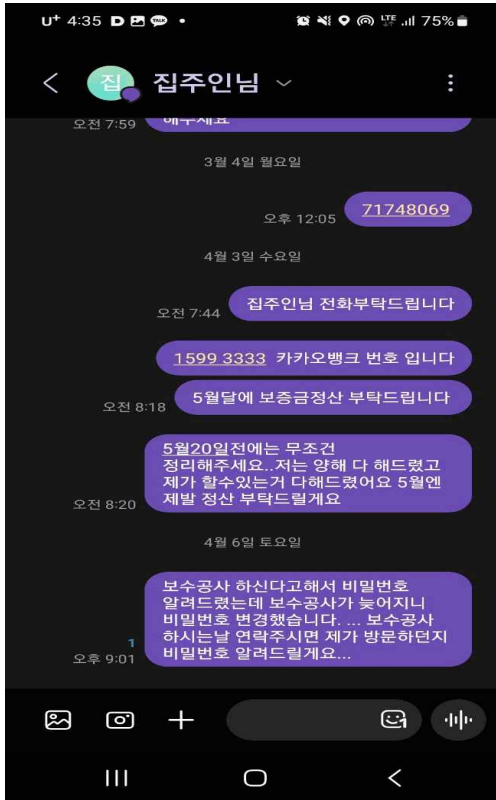 U+ 4:35
LTE 75%
집 집주인님
오전 7:59 해주세요
3월 4일 월요일
오후 12:05 71748069
4월 3일 수요일
오전 7:44 집주인님 전화부탁드립니다
1599 3333 카카오뱅크 번호 입니다
오전 8:18 5월달에 보증금정산 부탁드립니다
5월20일전에는 무조건
정리해주세요..저는 양해 다 해드렸고
제가 할수있는거 다해드렸어요 5월엔
오전 8:20 제발 정산 부탁드릴게요
4월 6일 토요일
보수공사 하신다고해서 비밀번호
알려드렸는데 보수공사가 늦어지니
비밀번호 변경했습니다. ... 보수공사
1 하시는날 연락주시면 제가 방문하던지
오후 9:01 비밀번호 알려드릴게요...